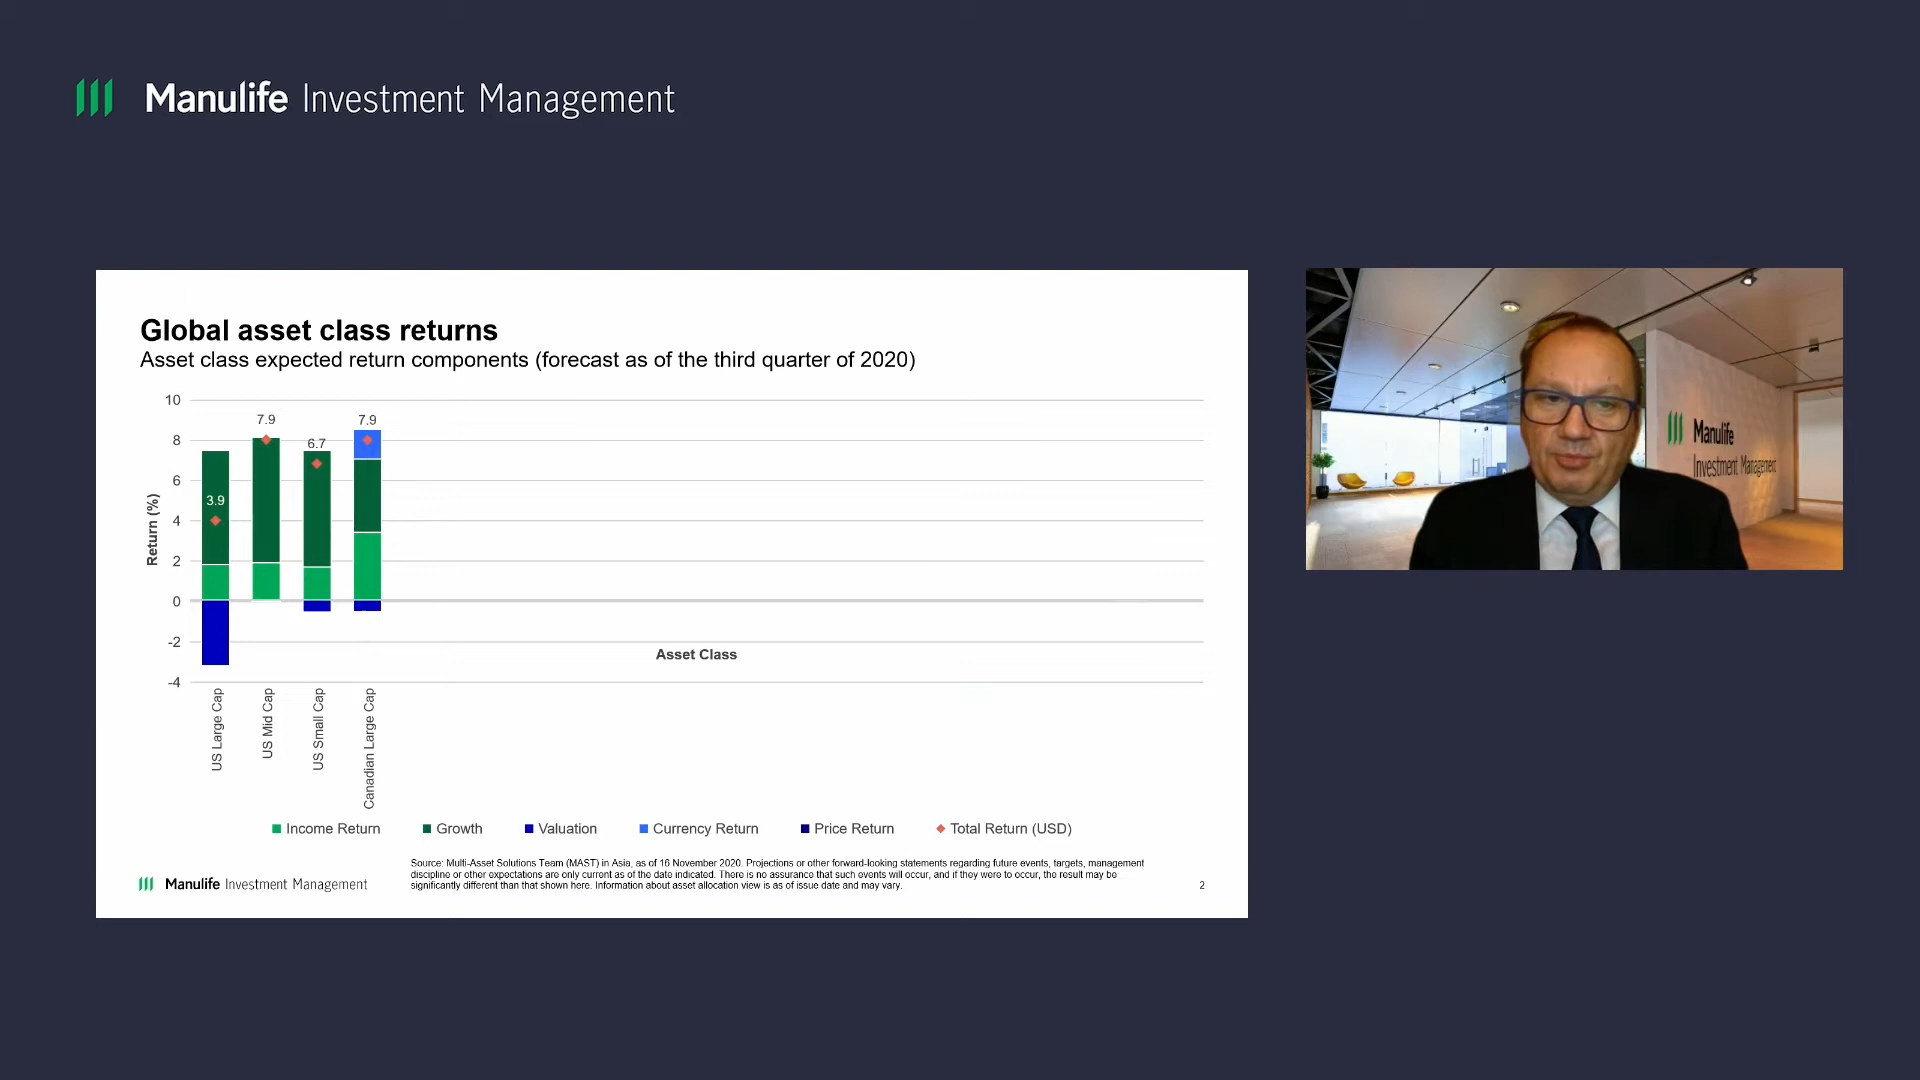 Manulife Investment Management
Global asset class returns
Asset class expected return components (forecast as of the third quarter of 2020)
10
8
6
4
2
0
-2
-4
Return (%)
3.9
7.9
6.7
7.9
Asset Class
US Large Cap
US Mid Cap
US Small Cap
Canadian Large Cap
Income Return
Growth
Valuation
Currency Return
Price Return
Total Return (USD)
Manulife Investment Management
Source: Multi-Asset Solutions Team (MAST) in Asia, as of 16 November 2020. Projections or other forward-looking statements regarding future events, targets, management
discipline or other expectations are only current as of the date indicated. There is no assurance that such events will occur, and if they were to occur, the result may be
significantly different than that shown here. Information about asset allocation view is as of issue date and may vary.
2
Manulife
Investment Management